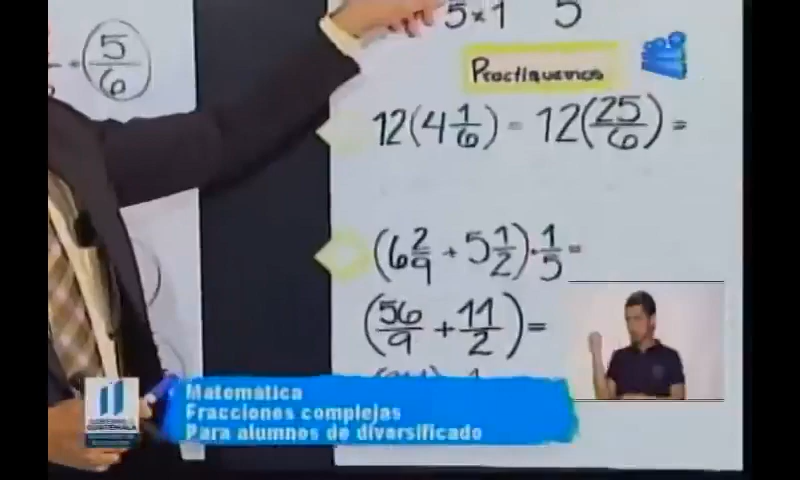 5×1 5
5/6
Practiquemos
12(4 1/6) = 12(25/6) =
(6 2/9 + 5 1/2) · 1/5 =
(56/9 + 11/2) =
Matemática
Fracciones complejas
Para alumnos de diversificado
GUATEMALA